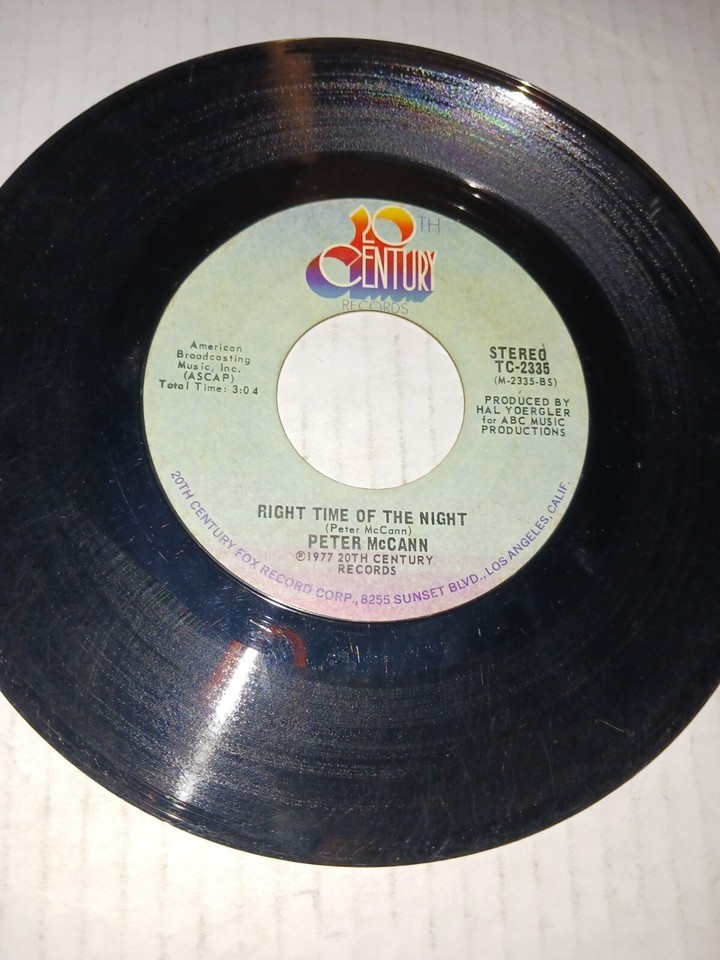 20TH
CENTURY
RECORDS
American
Broadcasting
Music, Inc.
(ASCAP)
Total Time: 3:04
STEREO
TC-2335
(M-2335-BS)
PRODUCED BY
HAL YOERGLER
for ABC MUSIC
PRODUCTIONS
RIGHT TIME OF THE NIGHT
(Peter McCann)
PETER McCANN
℗1977 20TH CENTURY
RECORDS
20TH CENTURY FOX RECORD CORP., 8255 SUNSET BLVD., LOS ANGELES, CALIF.